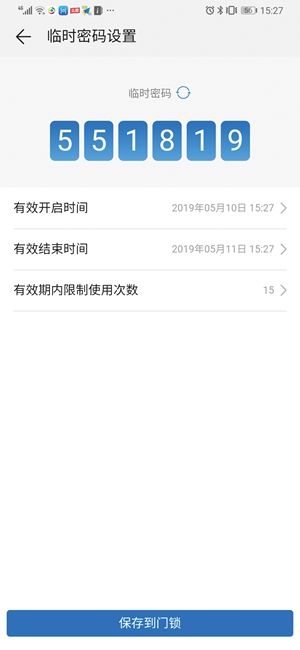 15:27
临时密码设置
临时密码
5 5 1 8 1 9
有效开启时间 2019年05月10日 15:27
有效结束时间 2019年05月11日 15:27
有效期内限制使用次数 15
保存到门锁